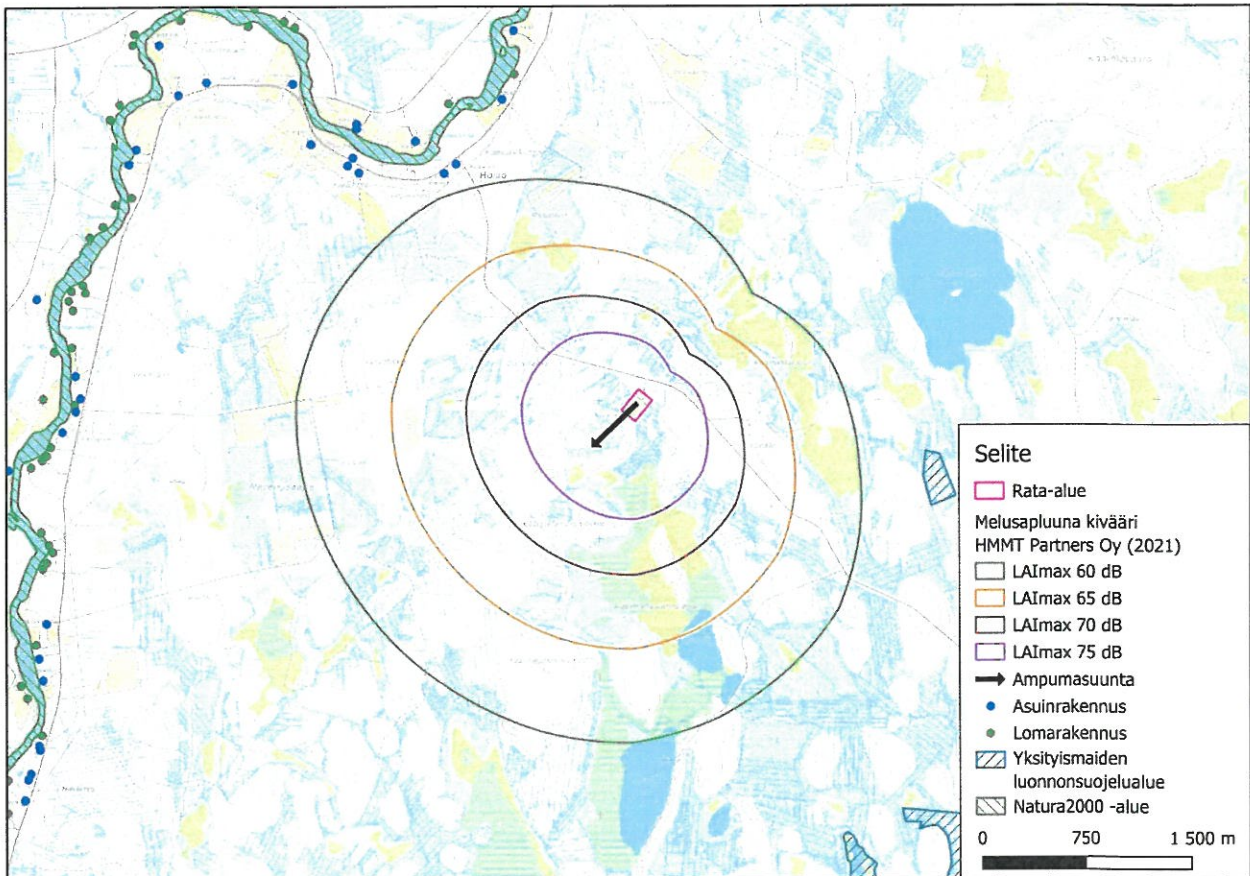 Selite
Rata-alue
Melusapluuna kivääri
HMMT Partners Oy (2021)
LAImax 60 dB
LAImax 65 dB
LAImax 70 dB
LAImax 75 dB
Ampumasuunta
Asuinrakennus
Lomarakennus
Yksityismaiden
luonnonsuojelualue
Natura2000 -alue
0 750 1 500 m